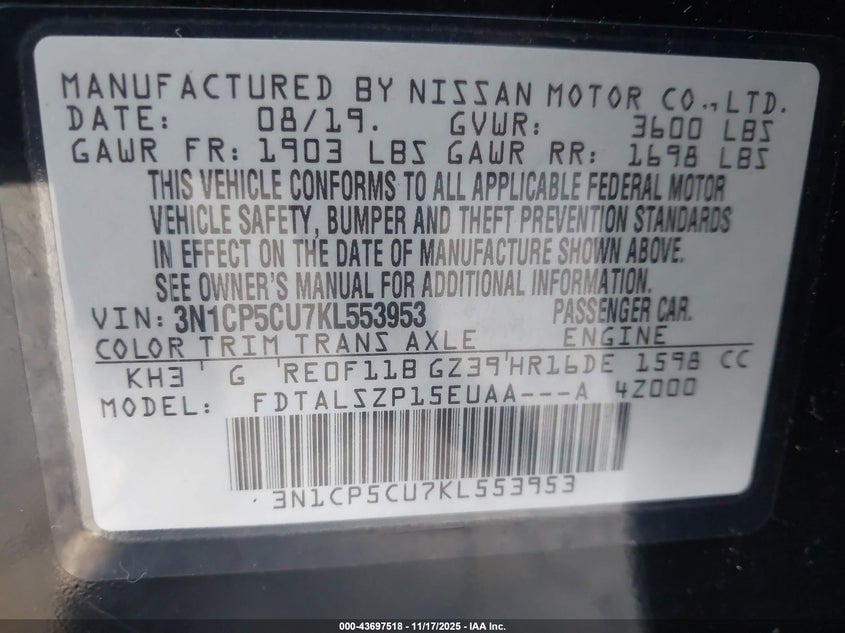 MANUFACTURED BY NISSAN MOTOR CO., LTD.
DATE: 08/19. GVWR: 3600 LBS
GAWR FR: 1903 LBS GAWR RR: 1698 LBS
THIS VEHICLE CONFORMS TO ALL APPLICABLE FEDERAL MOTOR
VEHICLE SAFETY, BUMPER AND THEFT PREVENTION STANDARDS
IN EFFECT ON THE DATE OF MANUFACTURE SHOWN ABOVE.
SEE OWNER'S MANUAL FOR ADDITIONAL INFORMATION.
VIN: 3N1CP5CU7KL553953 PASSENGER CAR.
COLOR TRIM TRANS AXLE ENGINE
KH3 ' G ' RE0F11B GZ39 ' HR16DE 1598 CC
MODEL: FDTALSZP15EUAA---A 4Z000
3N1CP5CU7KL553953
000-43697518 - 11/17/2025 - IAA Inc.